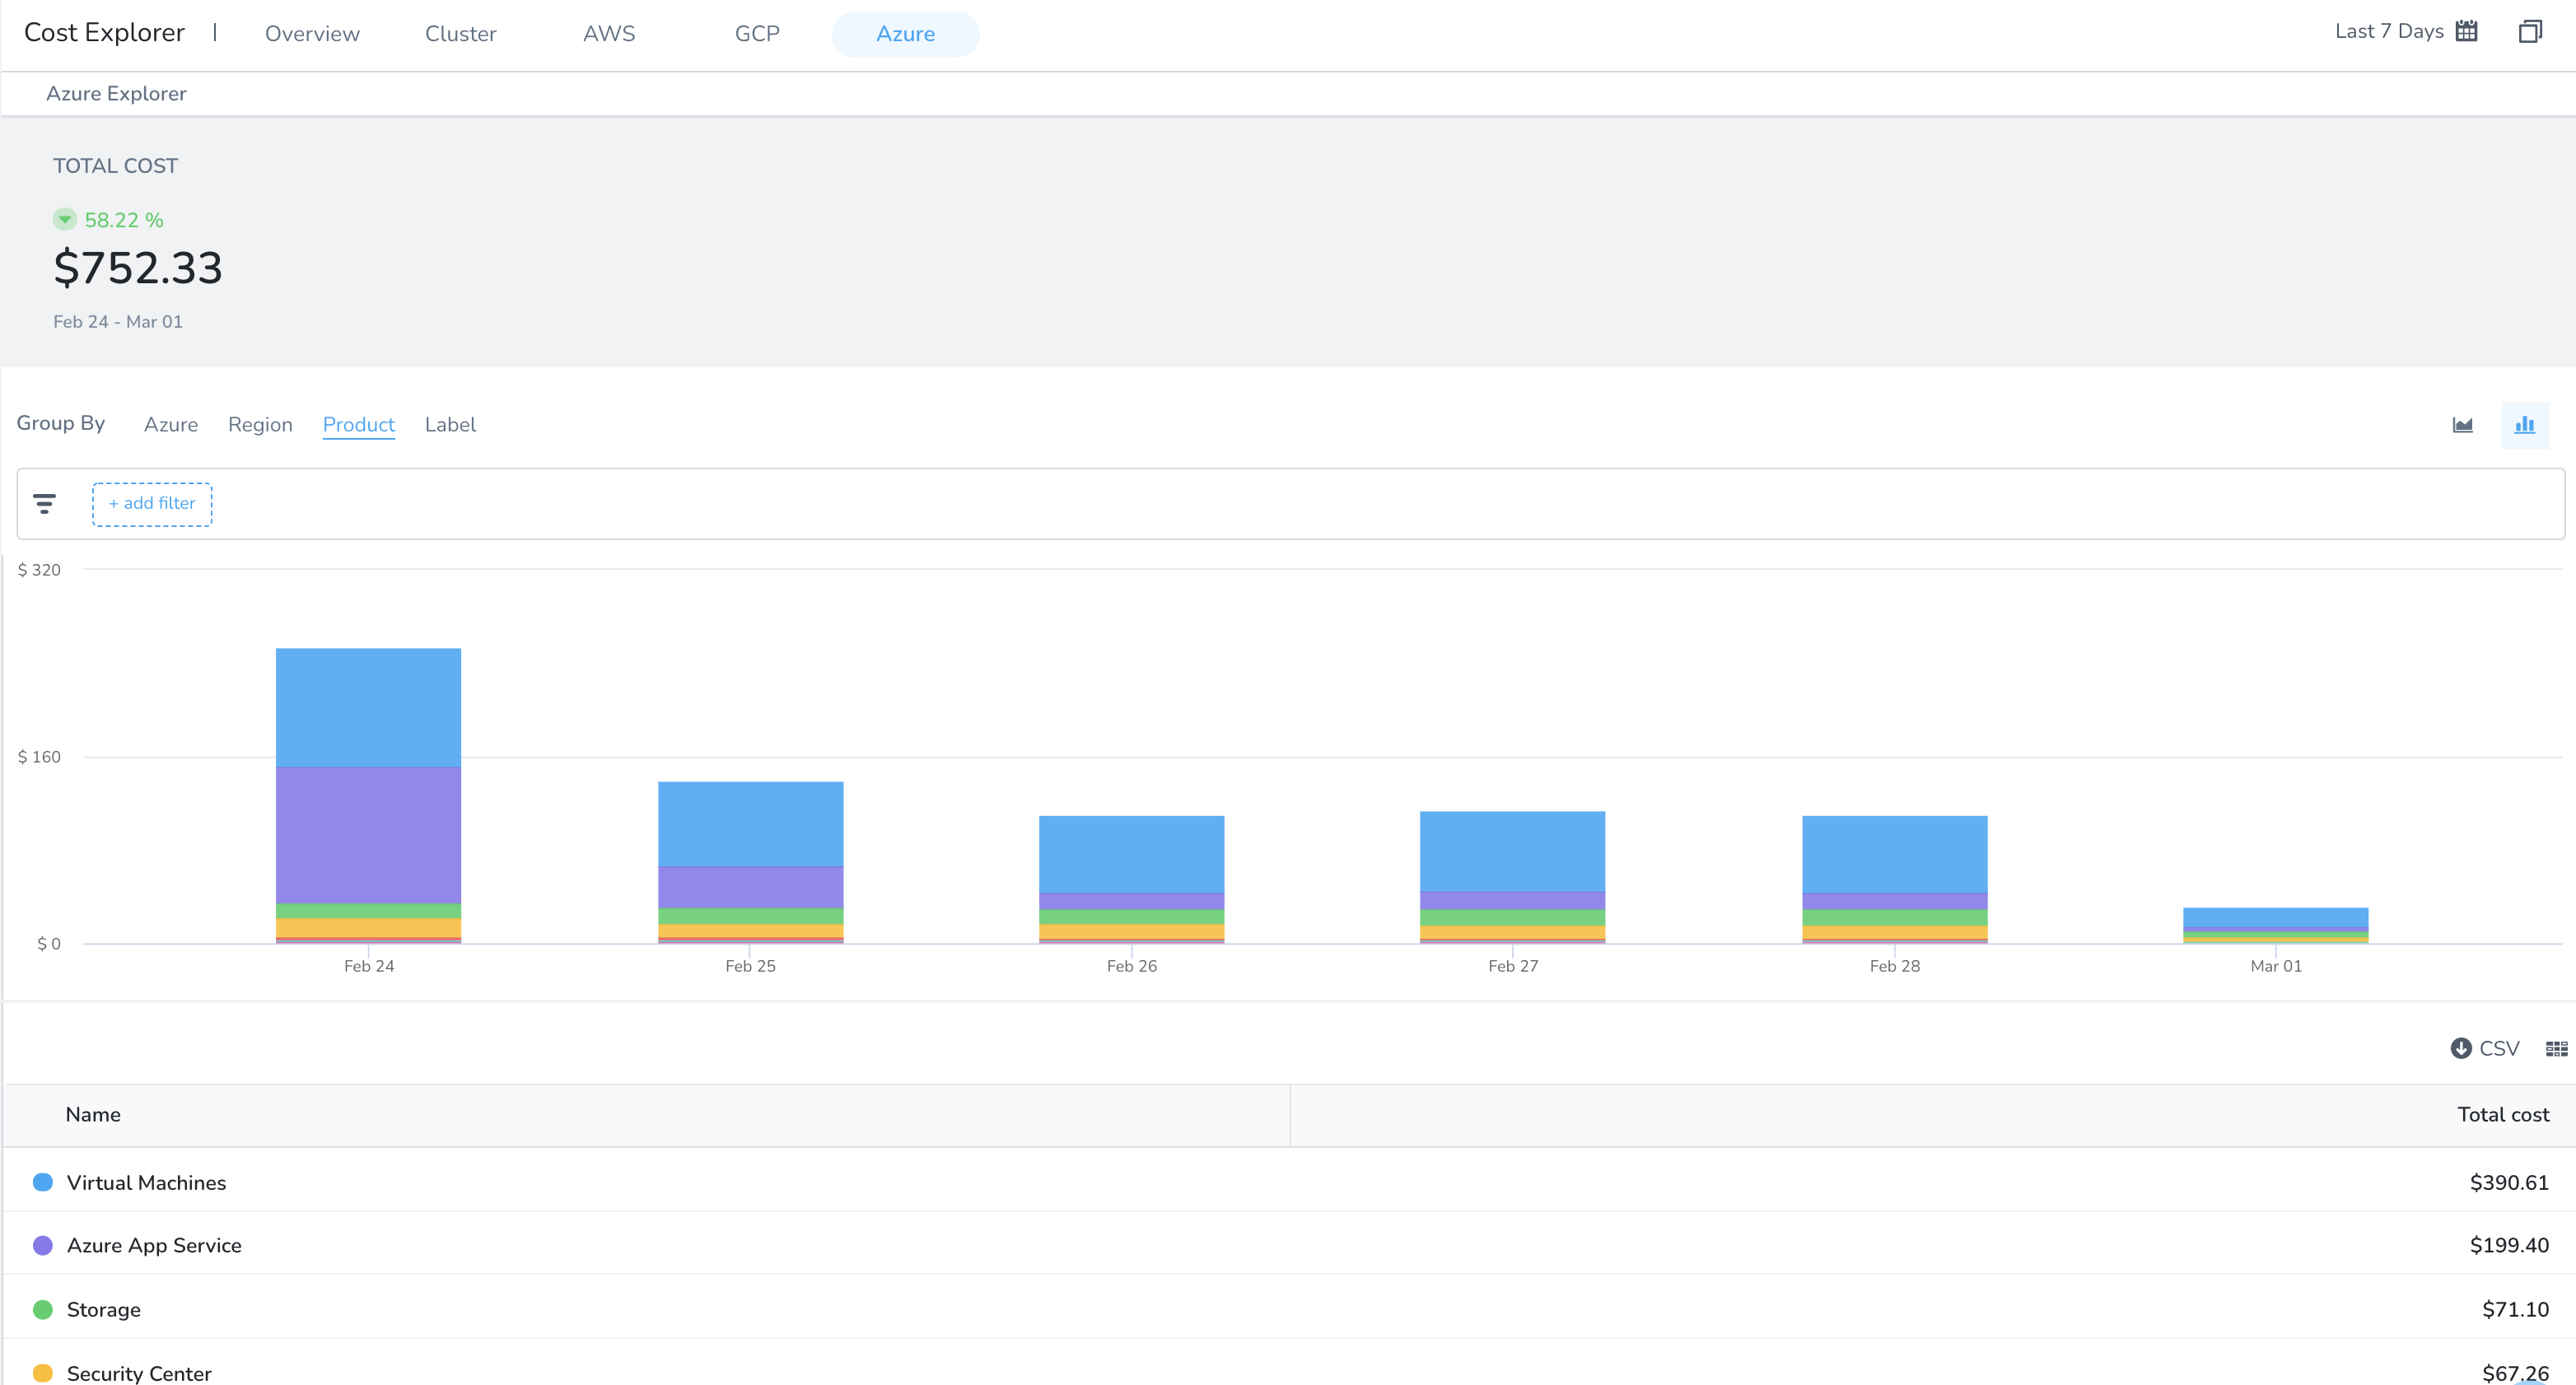 Cost Explorer | Overview Cluster AWS GCP Azure Last 7 Days
Azure Explorer
TOTAL COST
58.22 %
$752.33
Feb 24 - Mar 01
Group By Azure Region Product Label
+ add filter
$ 320
$ 160
$ 0
Feb 24 Feb 25 Feb 26 Feb 27 Feb 28 Mar 01
CSV
Name Total cost
Virtual Machines $390.61
Azure App Service $199.40
Storage $71.10
Security Center $67.26